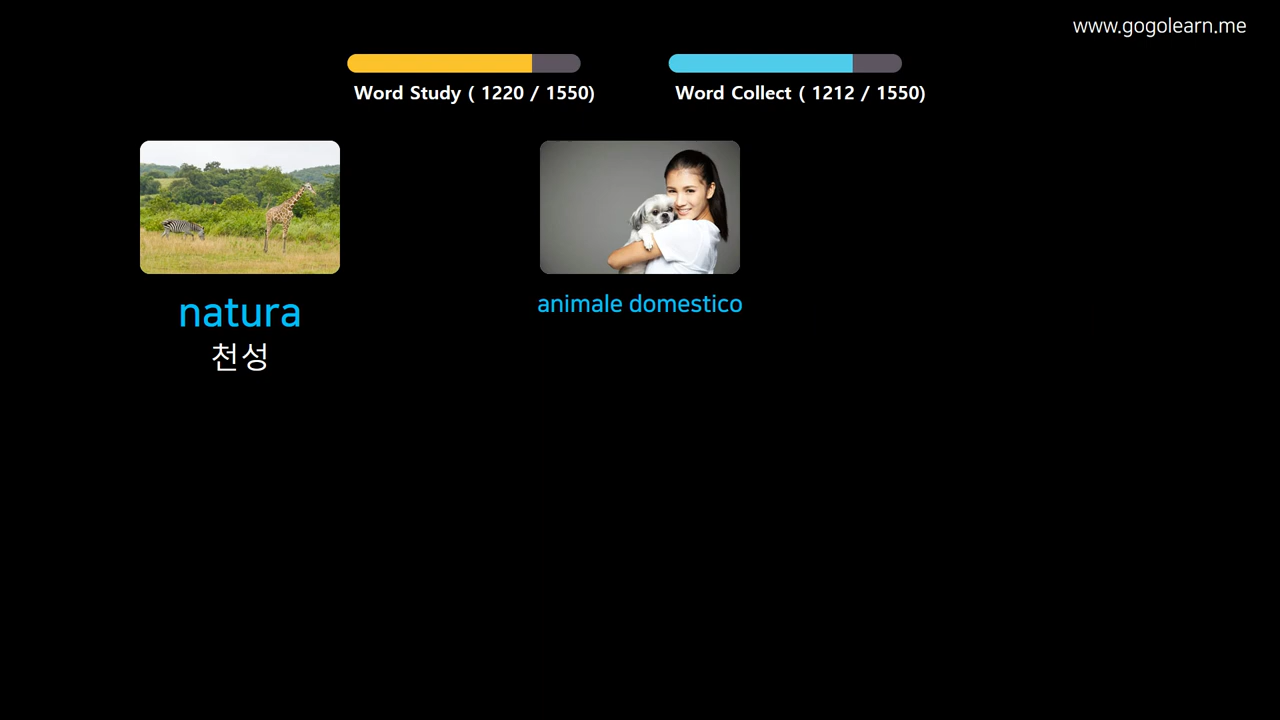 www.gogolearn.me
Word Study ( 1220 / 1550)
Word Collect ( 1212 / 1550)
natura
천성
animale domestico